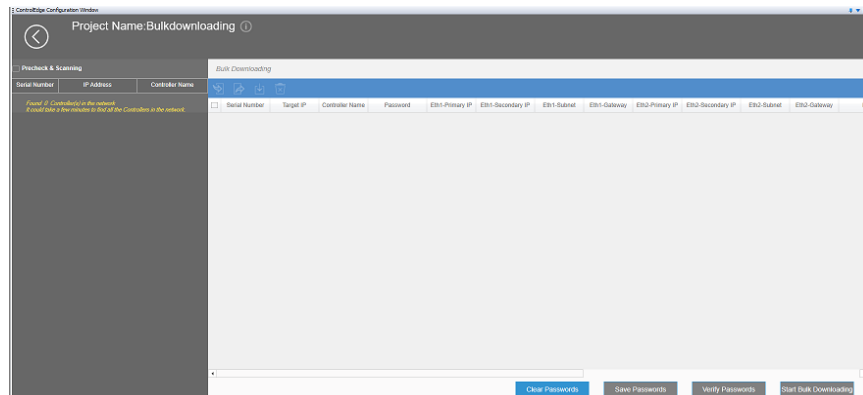 ControlEdge Configuration Window
Project Name:Bulkdownloading
Precheck & Scanning
Serial Number IP Address Controller Name
Found 0 Controller(s) in the network
It could take a few minutes to find all the Controllers in the network.
Bulk Downloading
Serial Number Target IP Controller Name Password Eth1-Primary IP Eth1-Secondary IP Eth1-Subnet Eth1-Gateway Eth2-Primary IP Eth2-Secondary IP Eth2-Subnet Eth2-Gateway
Clear Passwords Save Passwords Verify Passwords Start Bulk Downloading